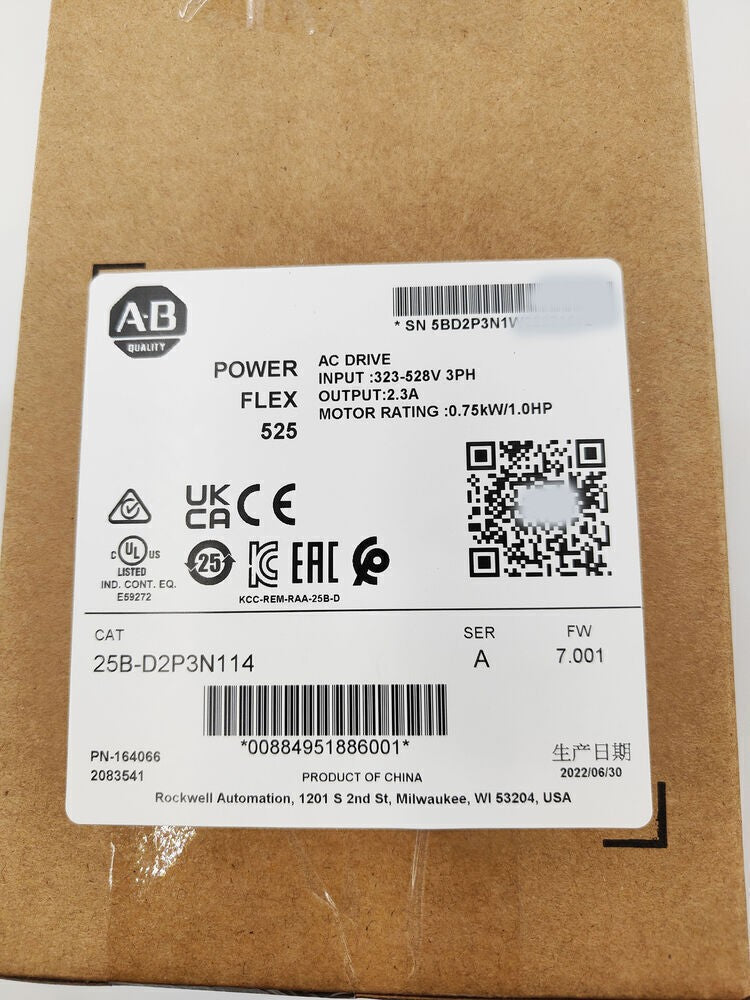 A-B
QUALITY
* SN 5BD2P3N1
POWER
FLEX
525
AC DRIVE
INPUT :323-528V 3PH
OUTPUT:2.3A
MOTOR RATING :0.75kW/1.0HP
UK
CA
CE
C UL US
LISTED
IND. CONT. EQ.
E59272
25
EAC
KCC-REM-RAA-25B-D
CAT
25B-D2P3N114
SER
A
FW
7.001
*00884951886001*
PN-164066
2083541
PRODUCT OF CHINA
生产日期
2022/06/30
Rockwell Automation, 1201 S 2nd St, Milwaukee, WI 53204, USA